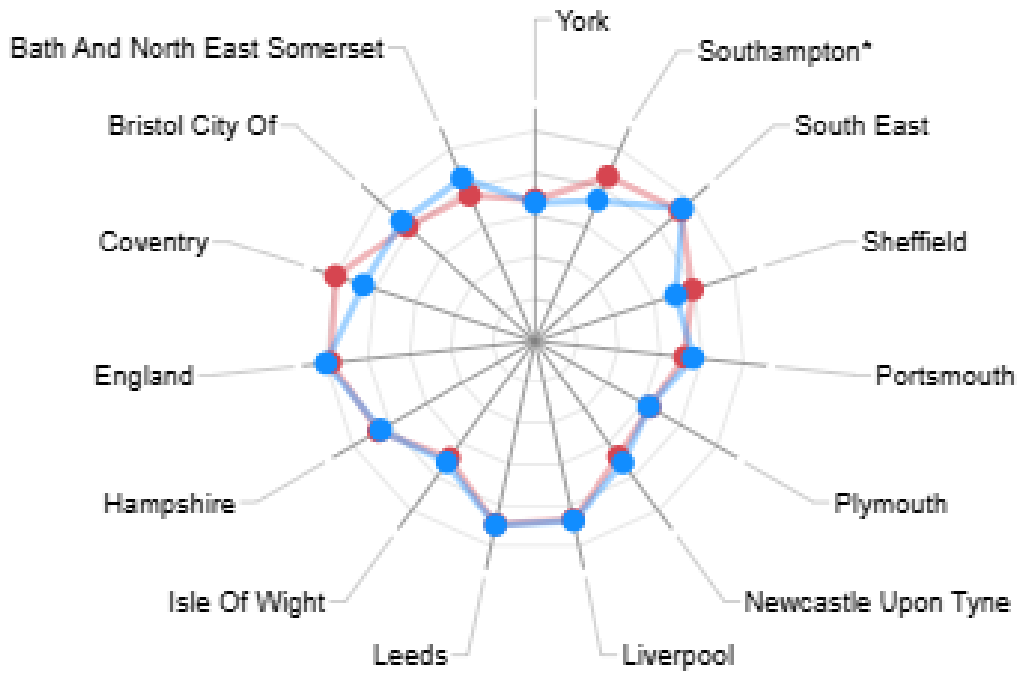 York
Bath And North East Somerset
Southampton*
Bristol City Of
South East
Coventry
Sheffield
England
Portsmouth
Hampshire
Plymouth
Isle Of Wight
Newcastle Upon Tyne
Leeds
Liverpool